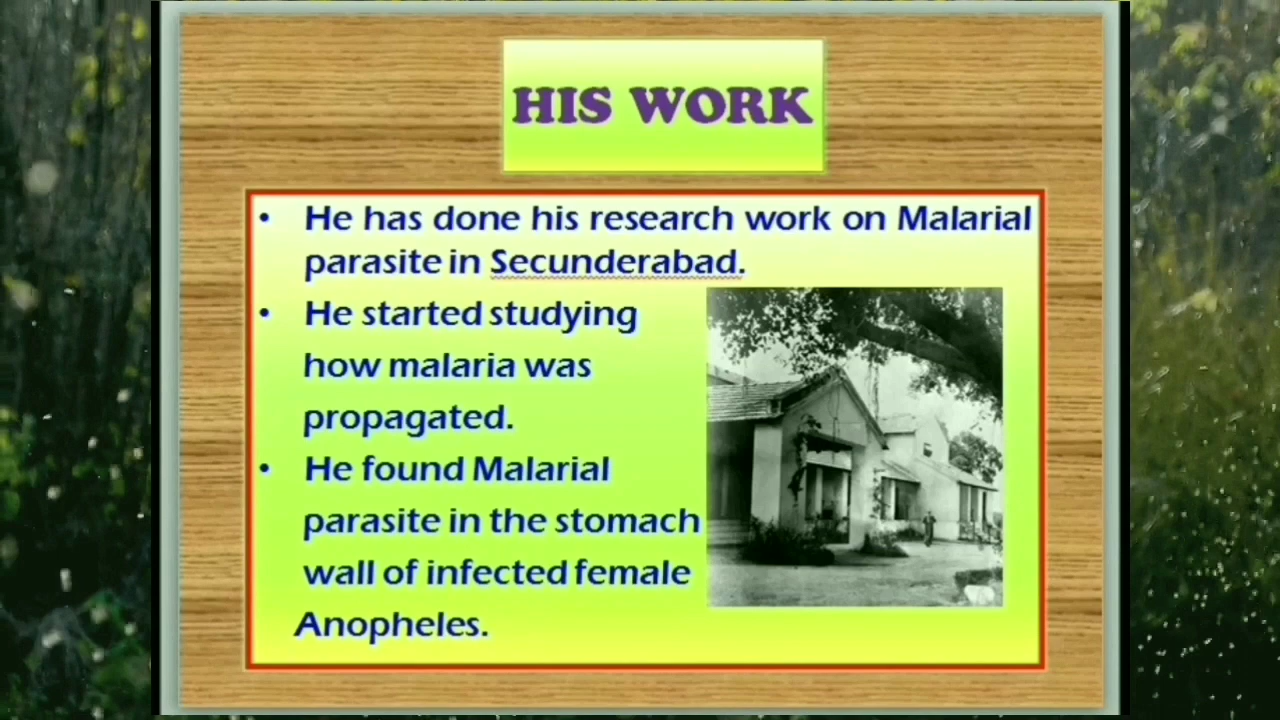 HIS WORK
• He has done his research work on Malarial
parasite in Secunderabad.
• He started studying
how malaria was
propagated.
• He found Malarial
parasite in the stomach
wall of infected female
Anopheles.